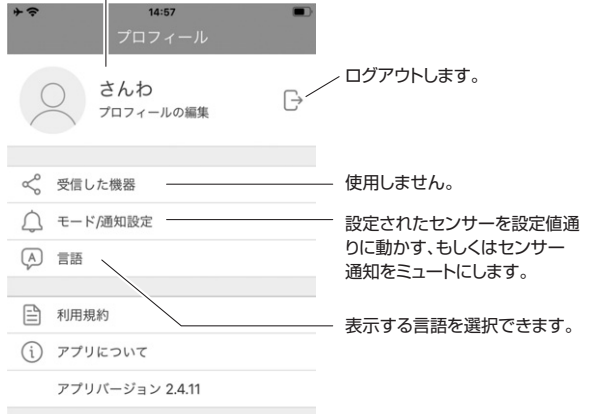 14:57
プロフィール
さんわ
プロフィールの編集
ログアウトします。
受信した機器
使用しません。
モード/通知設定
設定されたセンサーを設定値通
りに動かす、もしくはセンサー
通知をミュートにします。
言語
表示する言語を選択できます。
利用規約
アプリについて
アプリバージョン 2.4.11